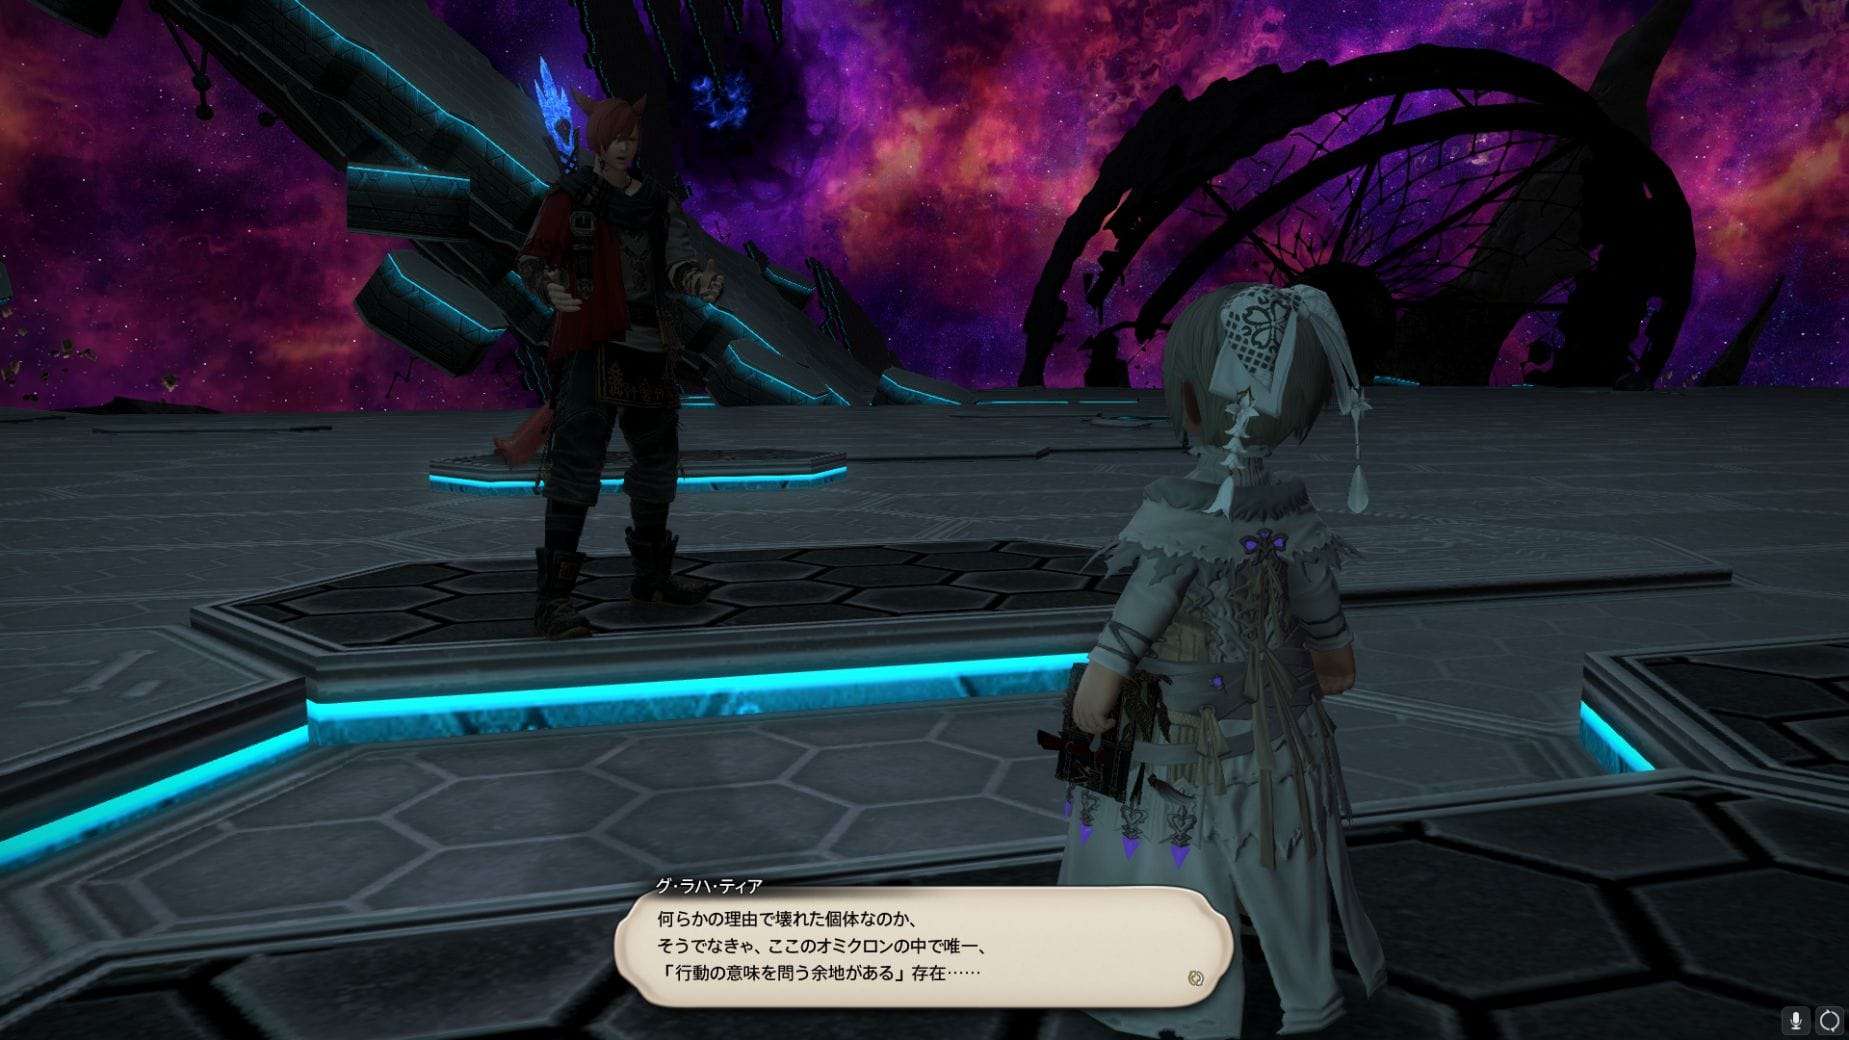 グ・ラハ・ティア
何らかの理由で壊れた個体なのか、
そうでなきゃ、ここのオミクロンの中で唯一、
「行動の意味を問う余地がある」存在……